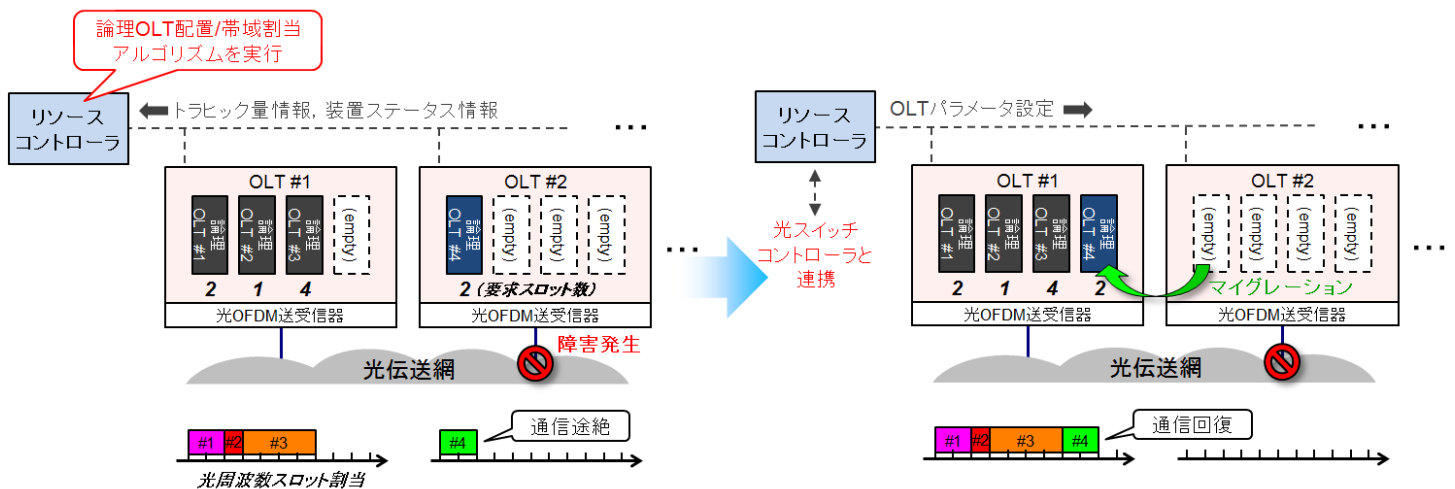 論理OLT配置/帯域割当
アルゴリズムを実行
リソース
コントローラ
トラヒック量情報, 装置ステータス情報
...
OLT #1
論理
OLT #1
論理
OLT #2
論理
OLT #3
(empty)
2 1 4
光OFDM送受信器
OLT #2
論理
OLT #4
(empty)
(empty)
(empty)
2 (要求スロット数)
光OFDM送受信器
...
障害発生
光伝送網
#1 #2 #3
光周波数スロット割当
#4
通信途絶
リソース
コントローラ
OLTパラメータ設定
...
光スイッチ
コントローラと
連携
OLT #1
論理
OLT #1
論理
OLT #2
論理
OLT #3
論理
OLT #4
2 1 4 2
光OFDM送受信器
OLT #2
(empty)
(empty)
(empty)
(empty)
マイグレーション
光OFDM送受信器
...
光伝送網
#1 #2 #3 #4
通信回復